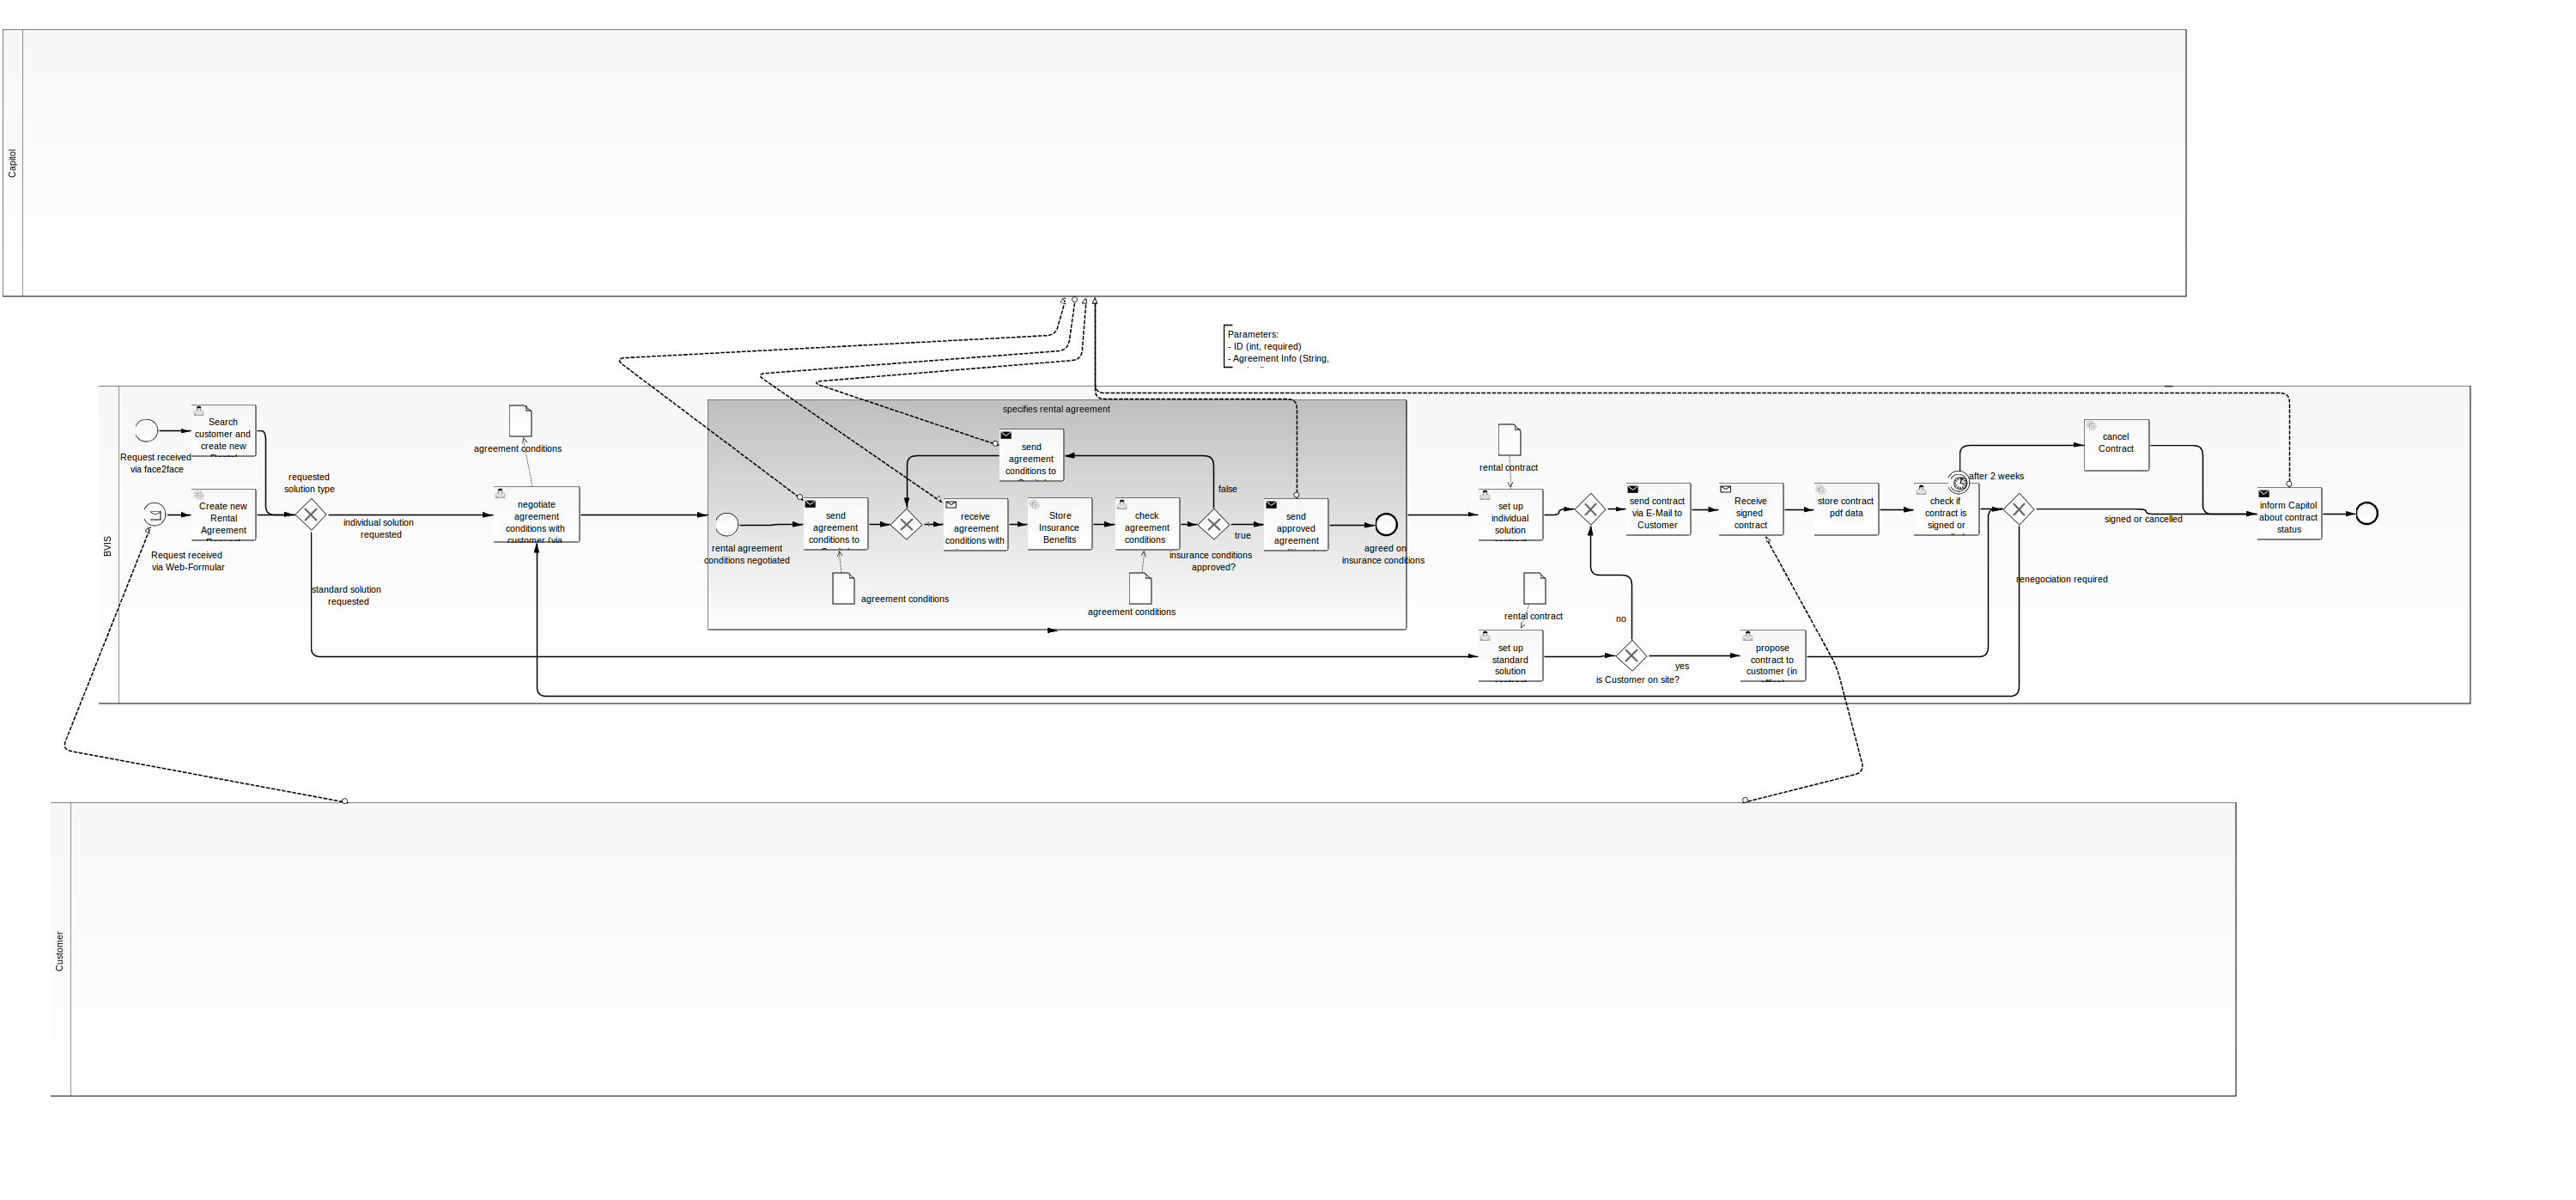 Capitol
Parameters:
- ID (int, required)
- Agreement Info (String,
BVIS
Request received
via face2face
Search
customer and
create new
Request received
via Web-Formular
Create new
Rental
Agreement
requested
solution type
individual solution
requested
standard solution
requested
agreement conditions
negotiate
agreement
conditions with
customer (via
specifies rental agreement
rental agreement
conditions negotiated
send
agreement
conditions to
agreement conditions
send
agreement
conditions to
receive
agreement
conditions with
Store
Insurance
Benefits
check
agreement
conditions
agreement conditions
false
true
insurance conditions
approved?
send
approved
agreement
agreed on
insurance conditions
rental contract
set up
individual
solution
rental contract
set up
standard
solution
no
yes
is Customer on site?
propose
contract to
customer (in
send contract
via E-Mail to
Customer
Receive
signed
contract
store contract
pdf data
check if
contract is
signed or
after 2 weeks
cancel
Contract
signed or cancelled
renegociation required
inform Capitol
about contract
status
Customer